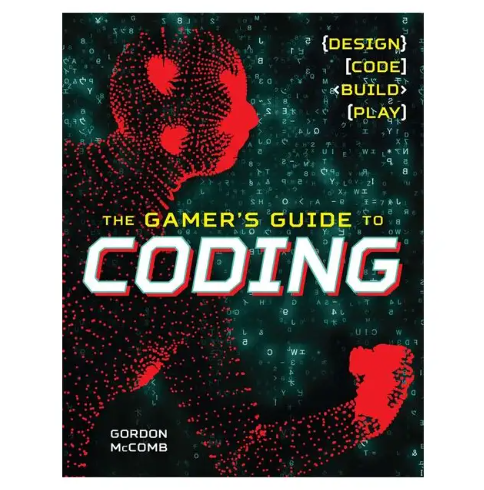 {DESIGN}
[CODE]
<BUILD>
[PLAY]
THE GAMER'S GUIDE TO
CODING
GORDON
McCOMB